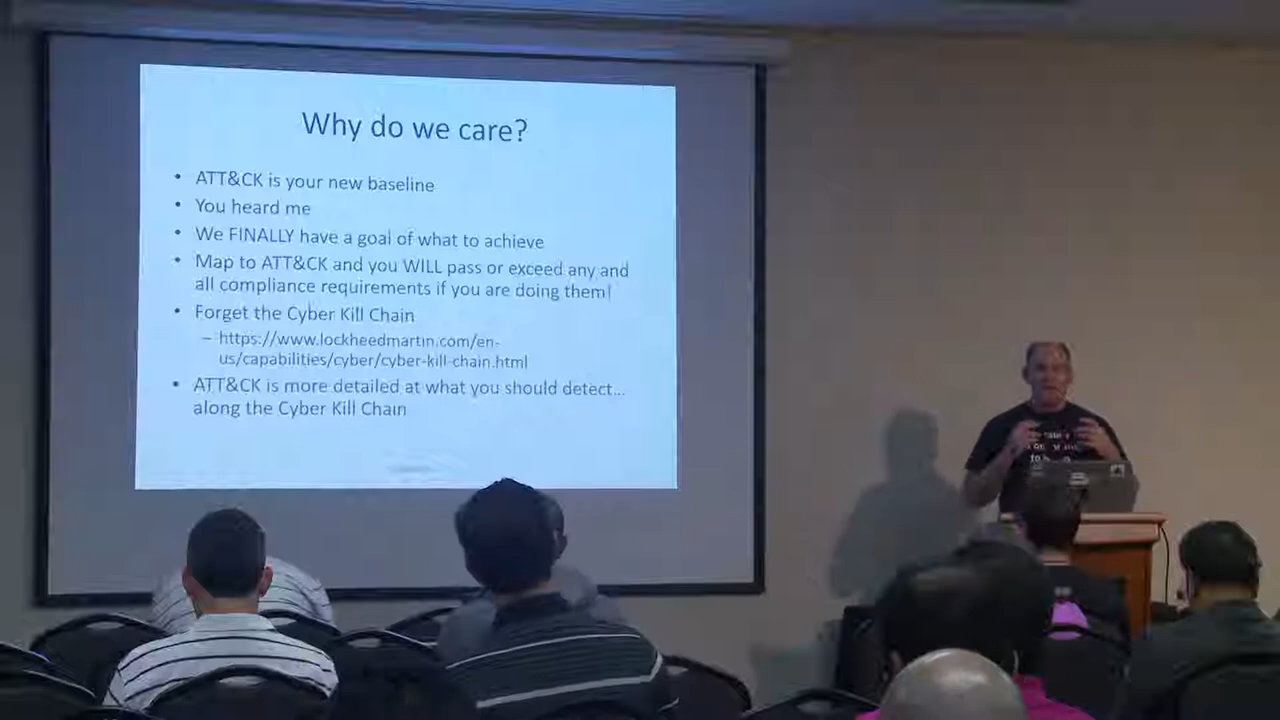 Why do we care?
• ATT&CK is your new baseline
• You heard me
• We FINALLY have a goal of what to achieve
• Map to ATT&CK and you WILL pass or exceed any and
all compliance requirements if you are doing them!
• Forget the Cyber Kill Chain
– https://www.lockheedmartin.com/en-
us/capabilities/cyber/cyber-kill-chain.html
• ATT&CK is more detailed at what you should detect...
along the Cyber Kill Chain